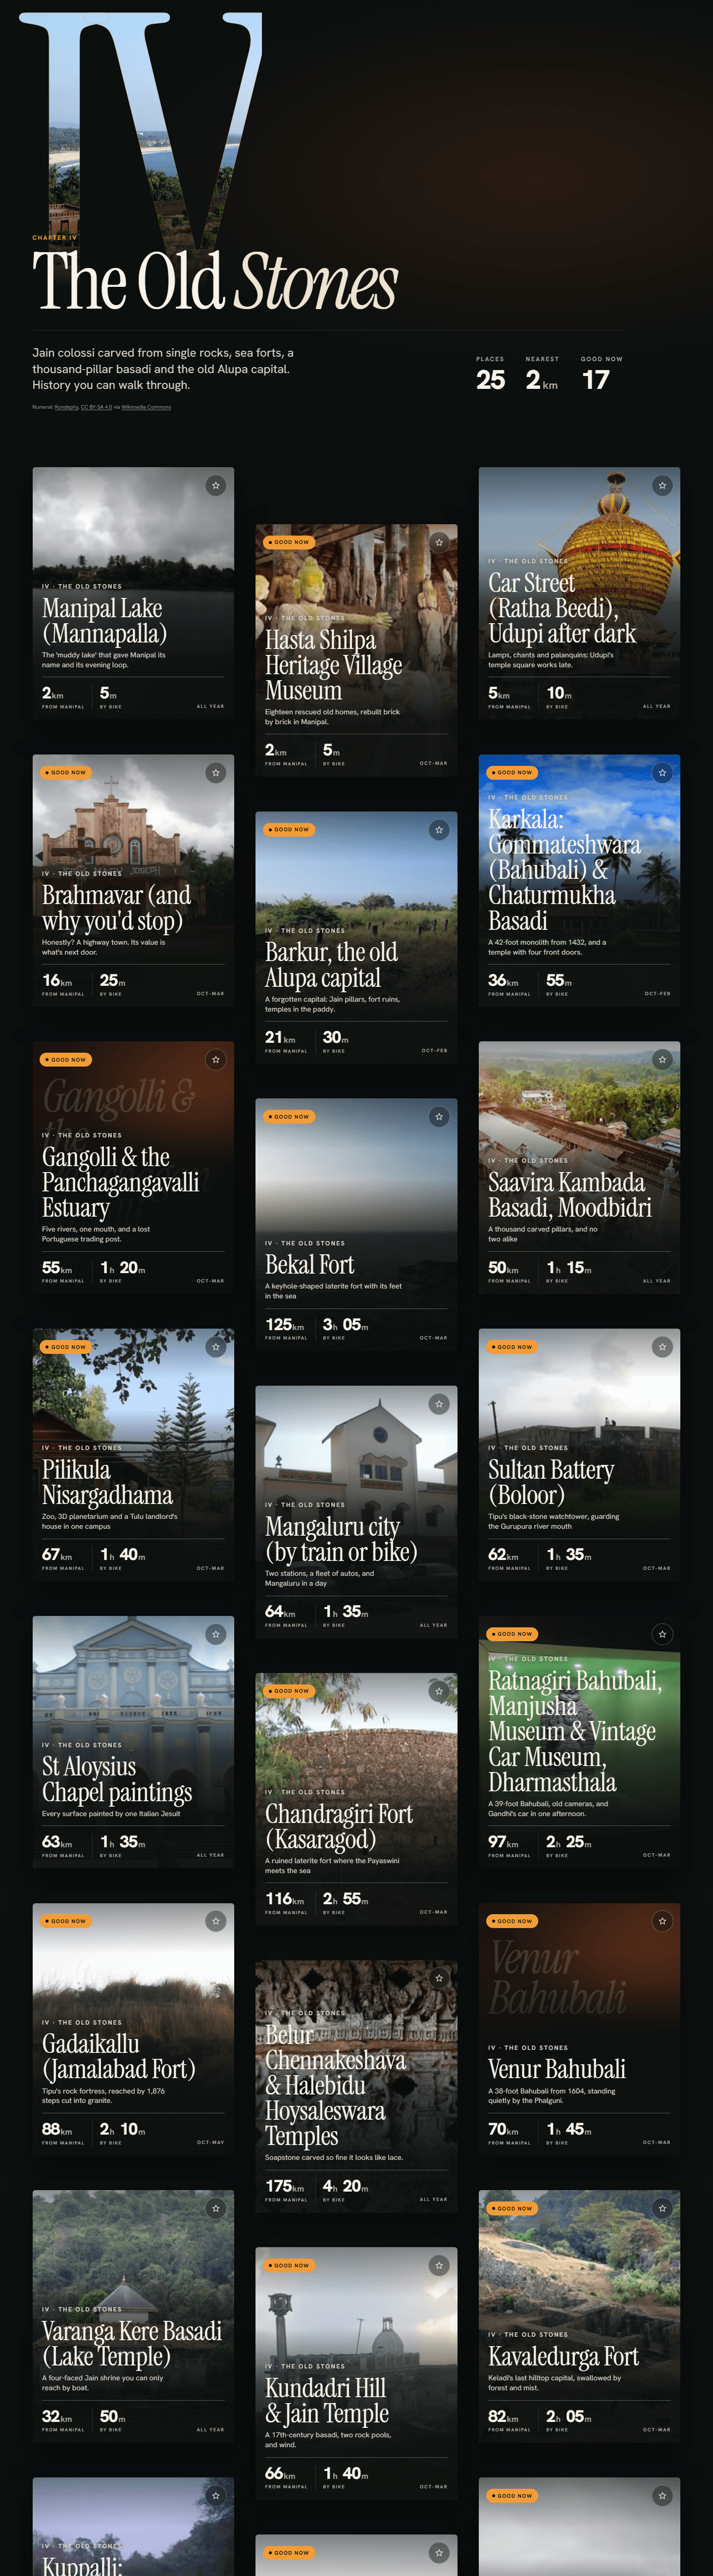 IV
CHAPTER IV
The Old Stones
Jain colossi carved from single rocks, sea forts, a
thousand-pillar basadi and the old Alupa capital.
History you can walk through.
PLACES
25
NEAREST
2 km
GOOD NOW
17
Numeral: Kondephy, CC BY-SA 4.0 via Wikimedia Commons
IV · THE OLD STONES
Manipal Lake
(Mannapalla)
The 'muddy lake' that gave Manipal its
name and its evening loop.
2km
FROM MANIPAL
5m
BY BIKE
ALL YEAR
GOOD NOW
IV · THE OLD STONES
Hasta Shilpa
Heritage Village
Museum
Eighteen rescued old homes, rebuilt brick
by brick in Manipal.
2km
FROM MANIPAL
5m
BY BIKE
OCT–MAR
IV · THE OLD STONES
Car Street
(Ratha Beedi),
Udupi after dark
Lamps, chants and palanquins: Udupi's
temple square works late.
5km
FROM MANIPAL
10m
BY BIKE
ALL YEAR
GOOD NOW
JOSEPH
IV · THE OLD STONES
Brahmavar (and
why you'd stop)
Honestly? A highway town. Its value is
what's next door.
16km
FROM MANIPAL
25m
BY BIKE
OCT–MAR
GOOD NOW
IV · THE OLD STONES
Barkur, the old
Alupa capital
A forgotten capital: Jain pillars, fort ruins,
temples in the paddy.
21km
FROM MANIPAL
30m
BY BIKE
OCT–FEB
GOOD NOW
IV · THE OLD STONES
Karkala:
Gommateshwara
(Bahubali) &
Chaturmukha
Basadi
A 42-foot monolith from 1432, and a
temple with four front doors.
36km
FROM MANIPAL
55m
BY BIKE
OCT–FEB
GOOD NOW
Gangolli &
the
IV · THE OLD STONES
Gangolli & the
Panchagangavalli
Estuary
Five rivers, one mouth, and a lost
Portuguese trading post.
55km
FROM MANIPAL
1h 20m
BY BIKE
OCT–MAR
GOOD NOW
IV · THE OLD STONES
Bekal Fort
A keyhole-shaped laterite fort with its feet
in the sea
125km
FROM MANIPAL
3h 05m
BY BIKE
OCT–MAR
IV · THE OLD STONES
Saavira Kambada
Basadi, Moodbidri
A thousand carved pillars, and no
two alike
50km
FROM MANIPAL
1h 15m
BY BIKE
ALL YEAR
GOOD NOW
IV · THE OLD STONES
Pilikula
Nisargadhama
Zoo, 3D planetarium and a Tulu landlord's
house in one campus
67km
FROM MANIPAL
1h 40m
BY BIKE
OCT–MAR
IV · THE OLD STONES
Mangaluru city
(by train or bike)
Two stations, a fleet of autos, and
Mangaluru in a day
64km
FROM MANIPAL
1h 35m
BY BIKE
ALL YEAR
GOOD NOW
IV · THE OLD STONES
Sultan Battery
(Boloor)
Tipu's black-stone watchtower, guarding
the Gurupura river mouth
62km
FROM MANIPAL
1h 35m
BY BIKE
OCT–MAR
IV · THE OLD STONES
St Aloysius
Chapel paintings
Every surface painted by one Italian Jesuit
63km
FROM MANIPAL
1h 35m
BY BIKE
ALL YEAR
GOOD NOW
IV · THE OLD STONES
Chandragiri Fort
(Kasaragod)
A ruined laterite fort where the Payaswini
meets the sea
116km
FROM MANIPAL
2h 55m
BY BIKE
OCT–MAR
GOOD NOW
IV · THE OLD STONES
Ratnagiri Bahubali,
Manjusha
Museum & Vintage
Car Museum,
Dharmasthala
A 39-foot Bahubali, old cameras, and
Gandhi's car in one afternoon.
97km
FROM MANIPAL
2h 25m
BY BIKE
OCT–MAR
GOOD NOW
IV · THE OLD STONES
Gadaikallu
(Jamalabad Fort)
Tipu's rock fortress, reached by 1,876
steps cut into granite.
88km
FROM MANIPAL
2h 10m
BY BIKE
OCT–MAY
IV · THE OLD STONES
Belur
Chennakeshava
& Halebidu
Hoysaleswara
Temples
Soapstone carved so fine it looks like lace.
175km
FROM MANIPAL
4h 20m
BY BIKE
ALL YEAR
GOOD NOW
Venur
Bahubali
IV · THE OLD STONES
Venur Bahubali
A 38-foot Bahubali from 1604, standing
quietly by the Phalguni.
70km
FROM MANIPAL
1h 45m
BY BIKE
OCT–MAR
IV · THE OLD STONES
Varanga Kere Basadi
(Lake Temple)
A four-faced Jain shrine you can only
reach by boat.
32km
FROM MANIPAL
50m
BY BIKE
ALL YEAR
GOOD NOW
IV · THE OLD STONES
Kundadri Hill
& Jain Temple
A 17th-century basadi, two rock pools,
and wind.
66km
FROM MANIPAL
1h 40m
BY BIKE
OCT–MAR
GOOD NOW
IV · THE OLD STONES
Kavaledurga Fort
Keladi's last hilltop capital, swallowed by
forest and mist.
82km
FROM MANIPAL
2h 05m
BY BIKE
OCT–MAR
IV · THE OLD STONES
Kuppalli:
GOOD NOW
GOOD NOW